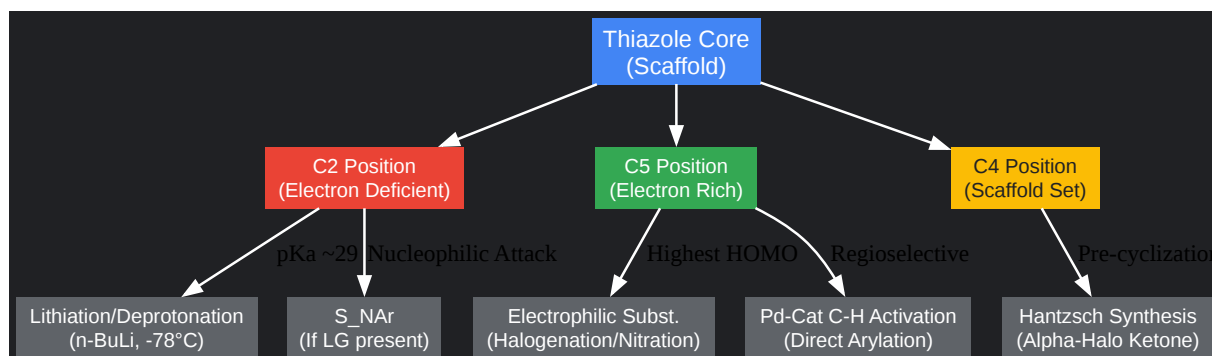 Thiazole Core
(Scaffold)
C2 Position
(Electron Deficient)
C5 Position
(Electron Rich)
C4 Position
(Scaffold Set)
pKa ~29
Nucleophilic Attack
Highest HOMO
Regioselective
Pre-cyclization
Lithiation/Deprotonation
(n-BuLi, -78°C)
S_NAr
(If LG present)
Electrophilic Subst.
(Halogenation/Nitration)
Pd-Cat C-H Activation
(Direct Arylation)
Hantzsch Synthesis
(Alpha-Halo Ketone)